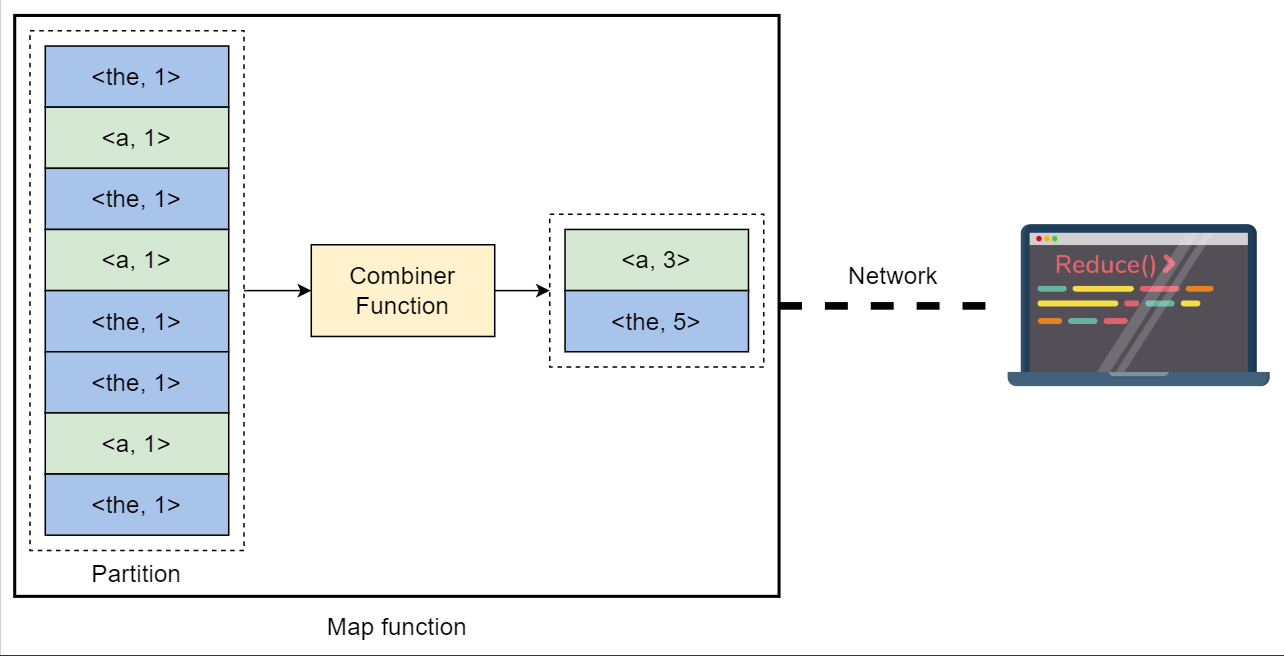 <the, 1>
<a, 1>
<the, 1>
<a, 1>
<the, 1>
<the, 1>
<a, 1>
<the, 1>
Partition
Combiner
Function
<a, 3>
<the, 5>
Map function
Network
Reduce()